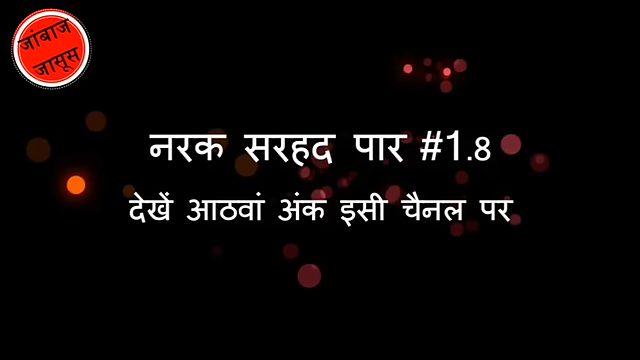 जांबाज
जासूस
नरक सरहद पार #1.8
देखें आठवां अंक इसी चैनल पर